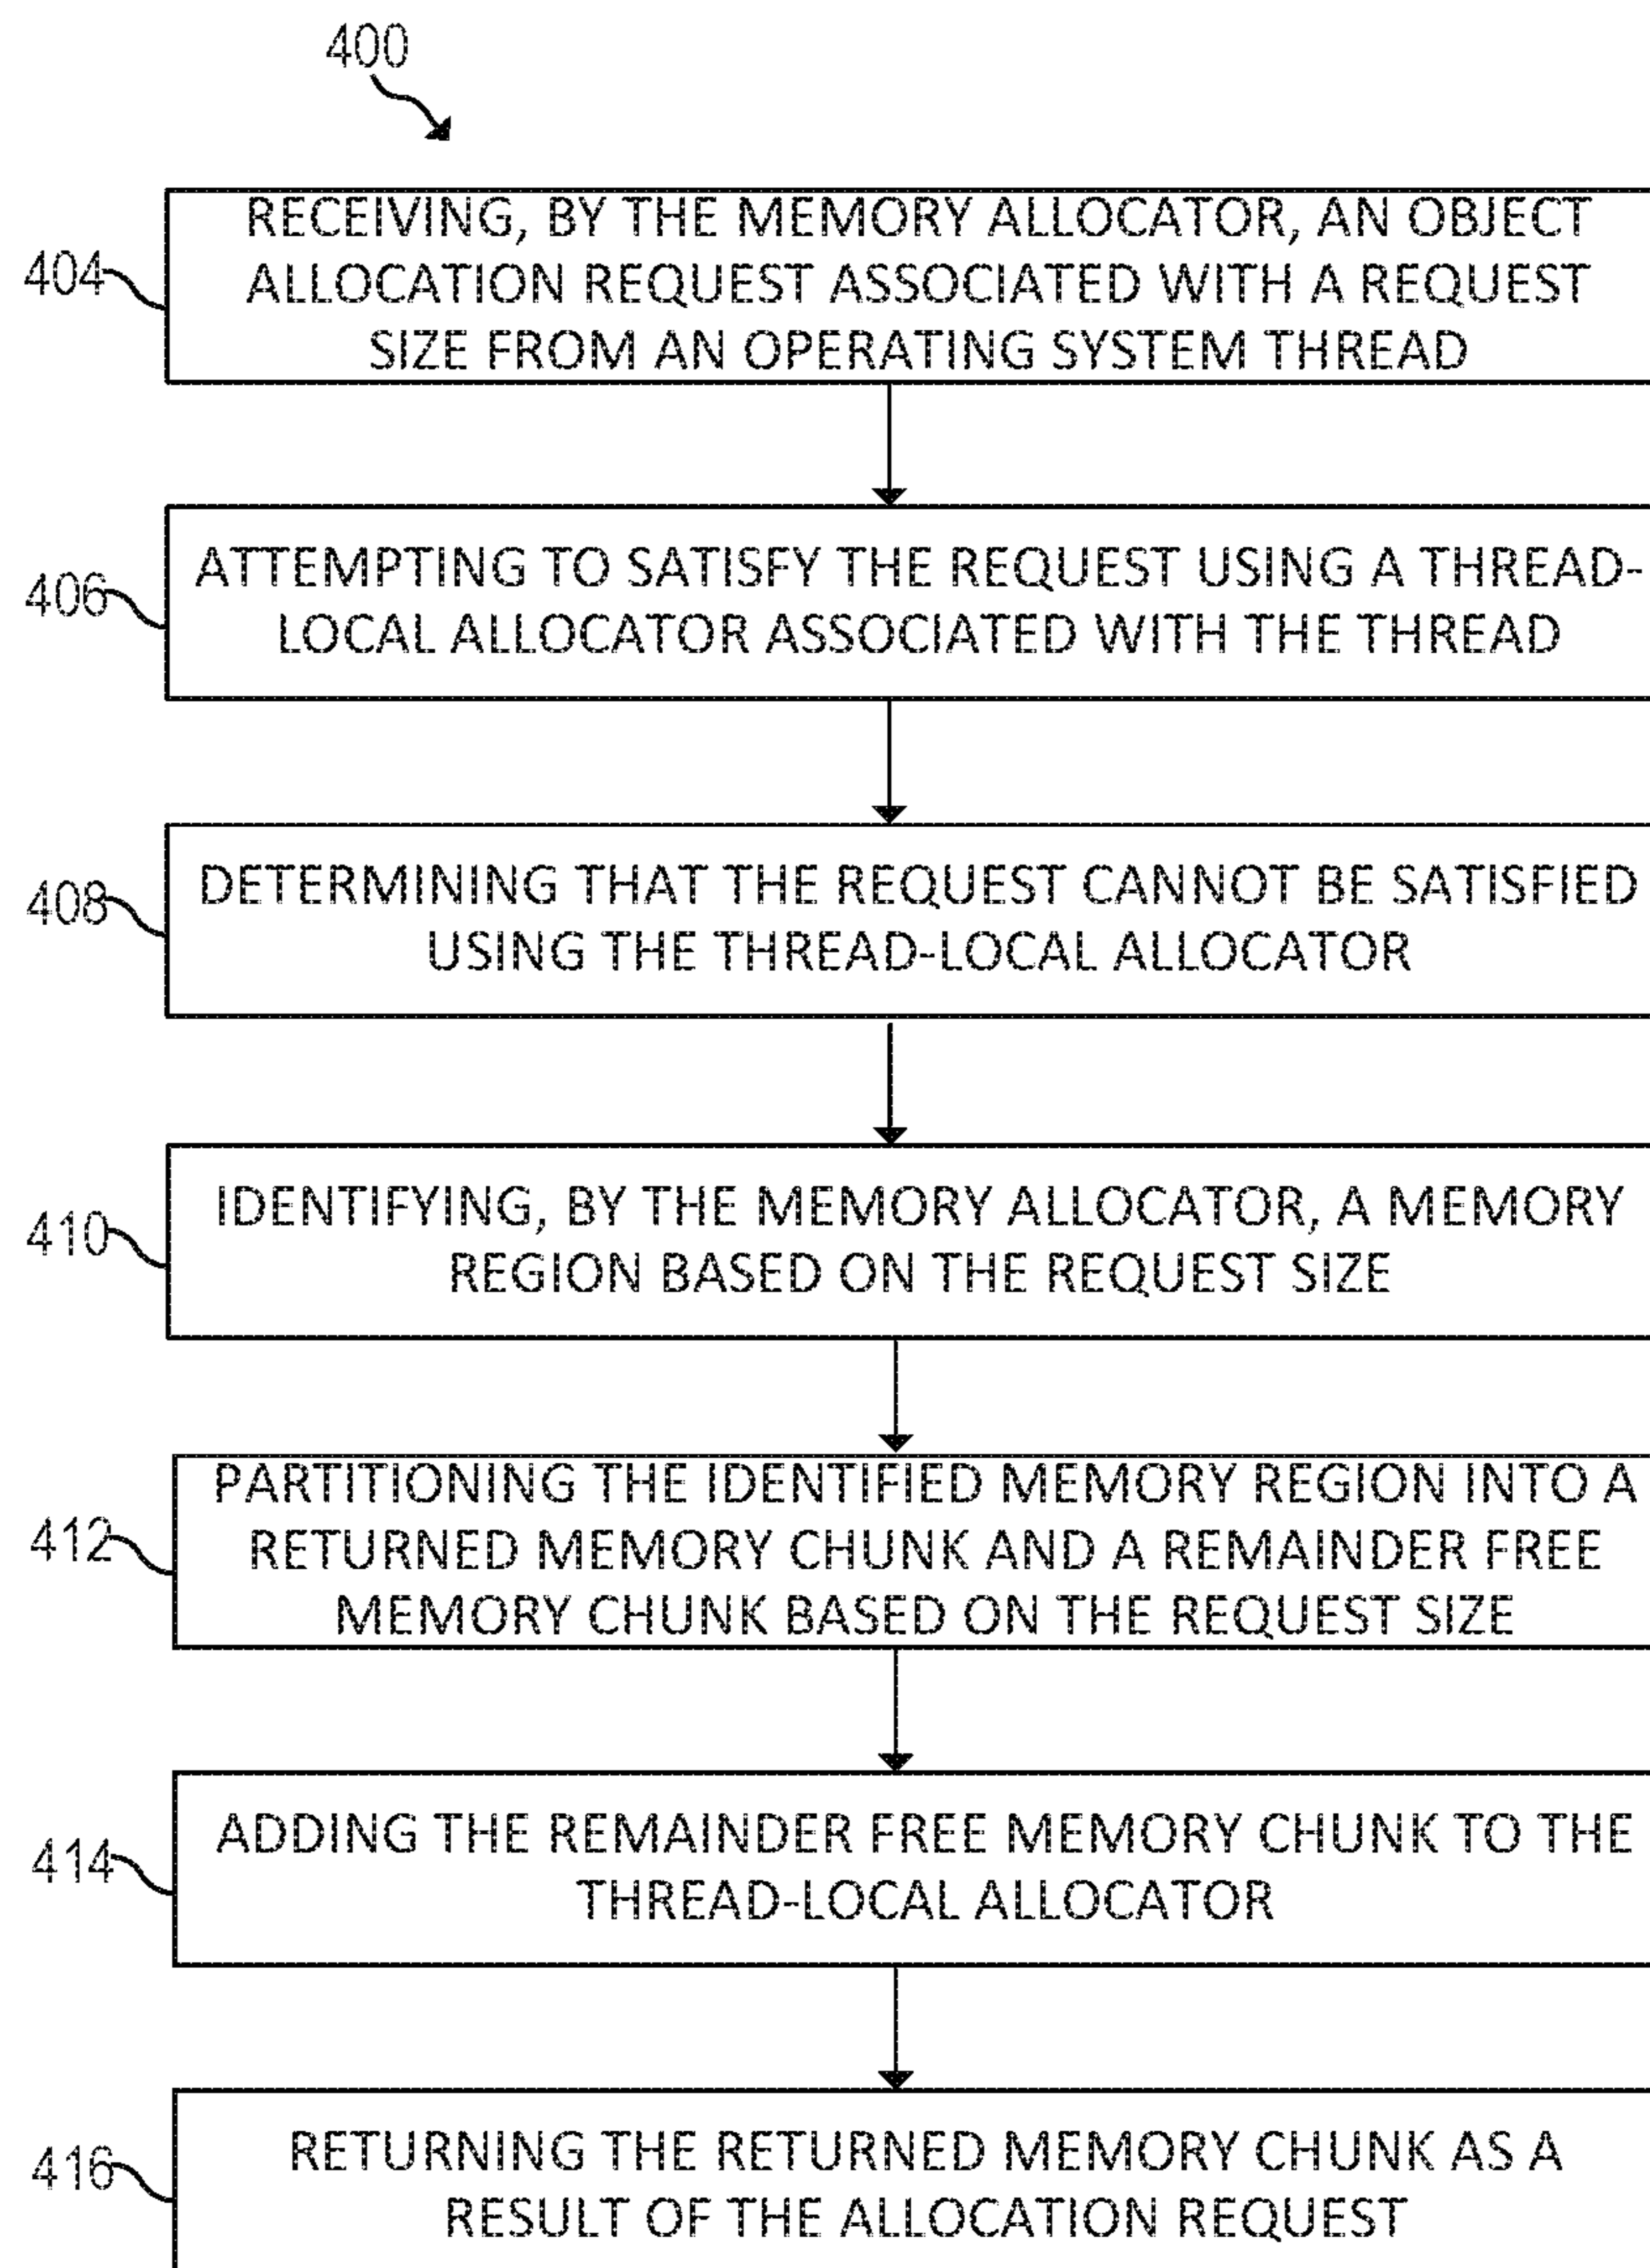 400
404
RECEIVING, BY THE MEMORY ALLOCATOR, AN OBJECT
ALLOCATION REQUEST ASSOCIATED WITH A REQUEST
SIZE FROM AN OPERATING SYSTEM THREAD
406
ATTEMPTING TO SATISFY THE REQUEST USING A THREAD-
LOCAL ALLOCATOR ASSOCIATED WITH THE THREAD
408
DETERMINING THAT THE REQUEST CANNOT BE SATISFIED
USING THE THREAD-LOCAL ALLOCATOR
410
IDENTIFYING, BY THE MEMORY ALLOCATOR, A MEMORY
REGION BASED ON THE REQUEST SIZE
412
PARTITIONING THE IDENTIFIED MEMORY REGION INTO A
RETURNED MEMORY CHUNK AND A REMAINDER FREE
MEMORY CHUNK BASED ON THE REQUEST SIZE
414
ADDING THE REMAINDER FREE MEMORY CHUNK TO THE
THREAD-LOCAL ALLOCATOR
416
RETURNING THE RETURNED MEMORY CHUNK AS A
RESULT OF THE ALLOCATION REQUEST